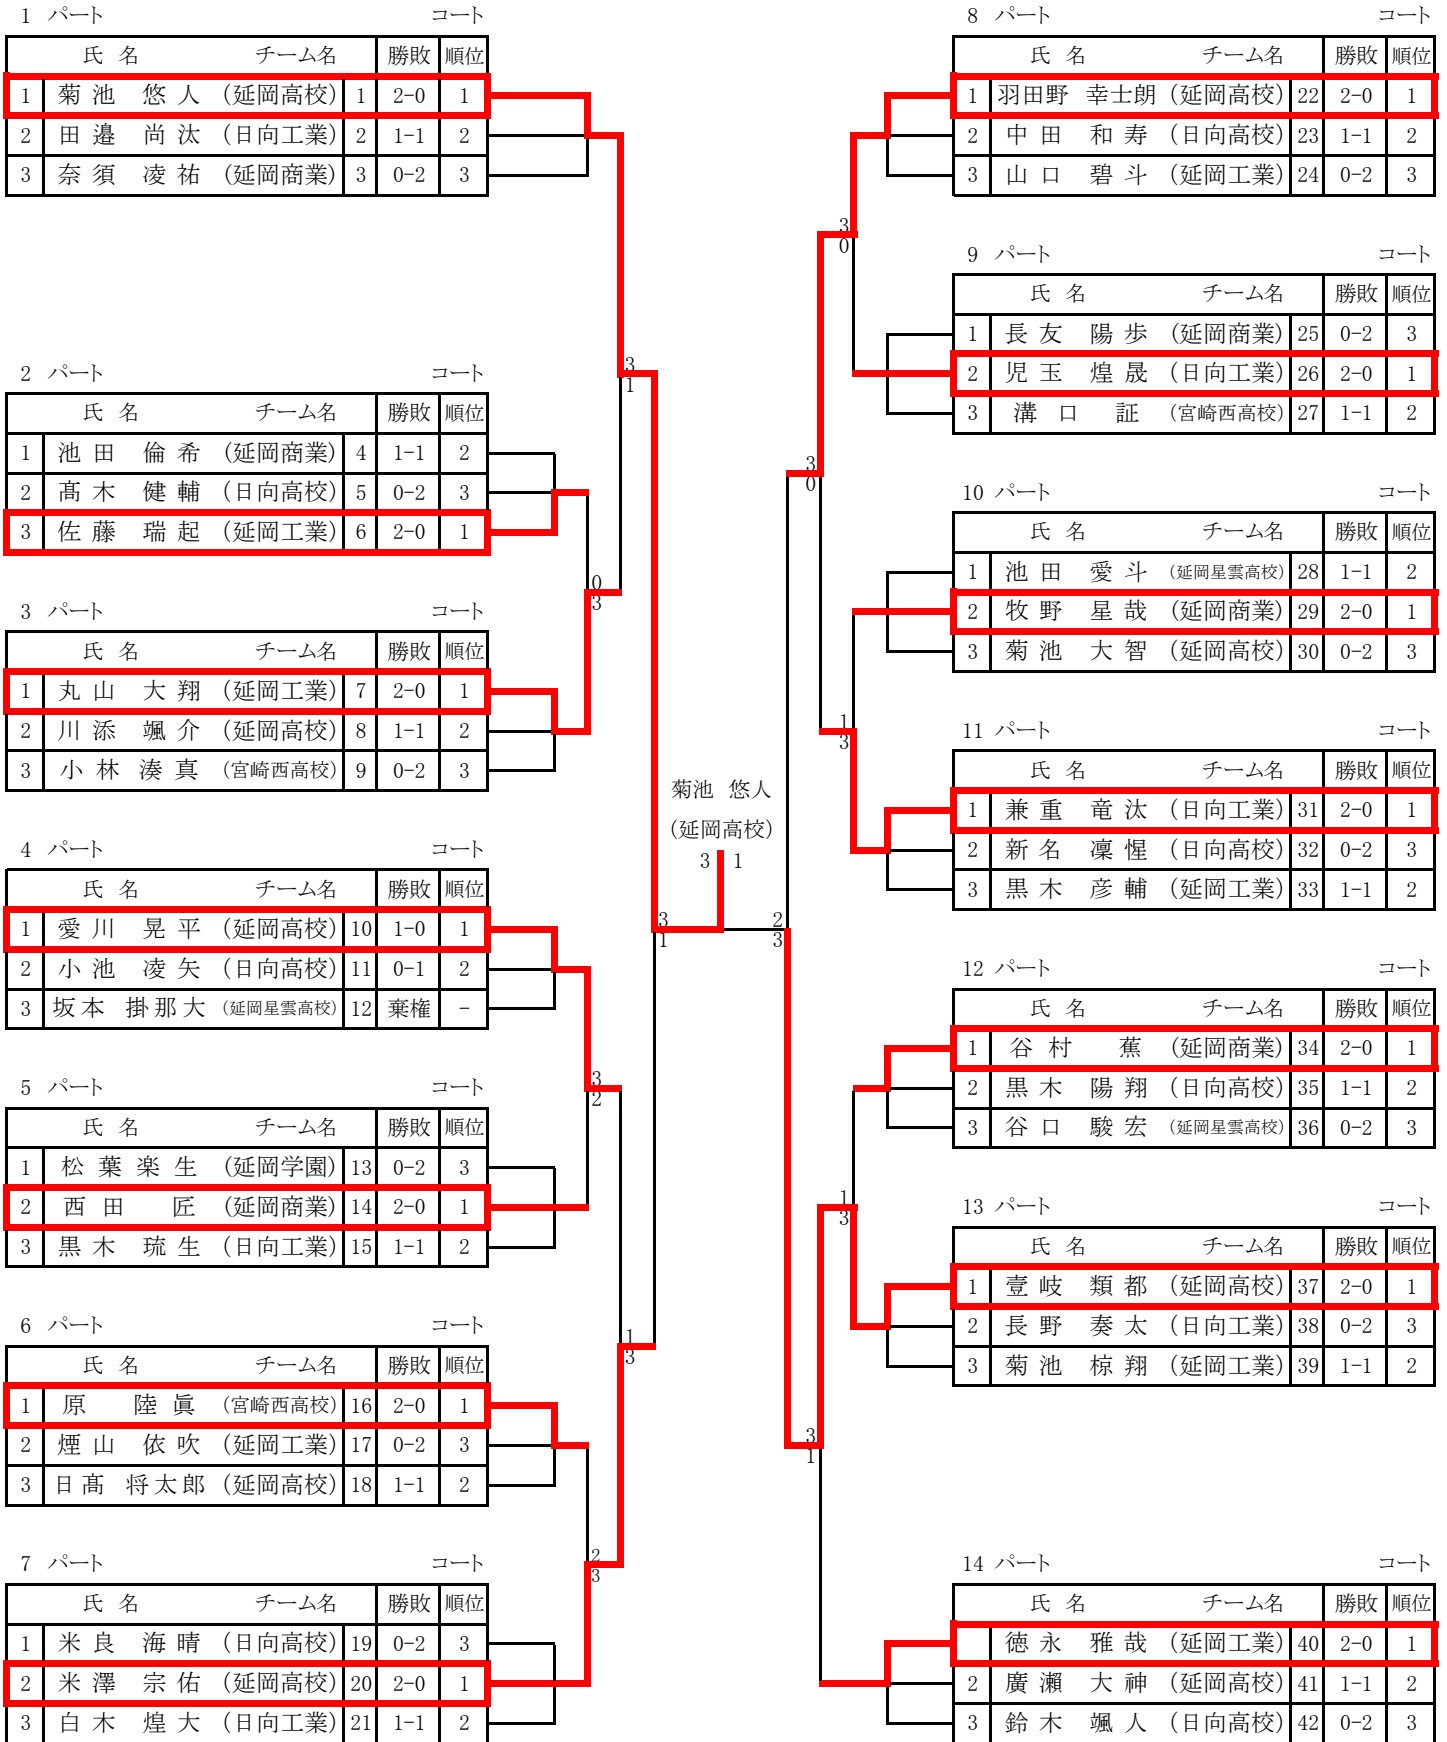 1 パート コート
氏 名 チーム名 勝敗 順位
1 菊池 悠人 (延岡高校) 1 2-0 1
2 田邉 尚汰 (日向工業) 2 1-1 2
3 奈須 凌祐 (延岡商業) 3 0-2 3
2 パート コート
氏 名 チーム名 勝敗 順位
1 池田 倫希 (延岡商業) 4 1-1 2
2 髙木 健輔 (日向高校) 5 0-2 3
3 佐藤 瑞起 (延岡工業) 6 2-0 1
3 パート コート
氏 名 チーム名 勝敗 順位
1 丸山 大翔 (延岡工業) 7 2-0 1
2 川添 颯介 (延岡高校) 8 1-1 2
3 小林 湊真 (宮崎西高校) 9 0-2 3
4 パート コート
氏 名 チーム名 勝敗 順位
1 愛川 晃平 (延岡高校) 10 1-0 1
2 小池 凌矢 (日向高校) 11 0-1 2
3 坂本 掛那大 (延岡星雲高校) 12 棄権 -
5 パート コート
氏 名 チーム名 勝敗 順位
1 松葉 楽生 (延岡学園) 13 0-2 3
2 西田 匠 (延岡商業) 14 2-0 1
3 黒木 琉生 (日向工業) 15 1-1 2
6 パート コート
氏 名 チーム名 勝敗 順位
1 原 陸眞 (宮崎西高校) 16 2-0 1
2 煙山 依吹 (延岡工業) 17 0-2 3
3 日髙 将太郎 (延岡高校) 18 1-1 2
7 パート コート
氏 名 チーム名 勝敗 順位
1 米良 海晴 (日向高校) 19 0-2 3
2 米澤 宗佑 (延岡高校) 20 2-0 1
3 白木 煌大 (日向工業) 21 1-1 2
3
1
0
3
3
2
1
3
2
3
3
1
菊池 悠人
(延岡高校)
3 1
2
3
3
0
3
0
1
3
1
3
3
1
8 パート コート
氏 名 チーム名 勝敗 順位
1 羽田野 幸士朗 (延岡高校) 22 2-0 1
2 中田 和寿 (日向高校) 23 1-1 2
3 山口 碧斗 (延岡工業) 24 0-2 3
9 パート コート
氏 名 チーム名 勝敗 順位
1 長友 陽歩 (延岡商業) 25 0-2 3
2 児玉 煌晟 (日向工業) 26 2-0 1
3 溝口 証 (宮崎西高校) 27 1-1 2
10 パート コート
氏 名 チーム名 勝敗 順位
1 池田 愛斗 (延岡星雲高校) 28 1-1 2
2 牧野 星哉 (延岡商業) 29 2-0 1
3 菊池 大智 (延岡高校) 30 0-2 3
11 パート コート
氏 名 チーム名 勝敗 順位
1 兼重 竜汰 (日向工業) 31 2-0 1
2 新名 凜惺 (日向高校) 32 0-2 3
3 黒木 彦輔 (延岡工業) 33 1-1 2
12 パート コート
氏 名 チーム名 勝敗 順位
1 谷村 蕉 (延岡商業) 34 2-0 1
2 黒木 陽翔 (日向高校) 35 1-1 2
3 谷口 駿宏 (延岡星雲高校) 36 0-2 3
13 パート コート
氏 名 チーム名 勝敗 順位
1 壹岐 類都 (延岡高校) 37 2-0 1
2 長野 奏太 (日向工業) 38 0-2 3
3 菊池 椋翔 (延岡工業) 39 1-1 2
14 パート コート
氏 名 チーム名 勝敗 順位
徳永 雅哉 (延岡工業) 40 2-0 1
2 廣瀬 大神 (延岡高校) 41 1-1 2
3 鈴木 颯人 (日向高校) 42 0-2 3